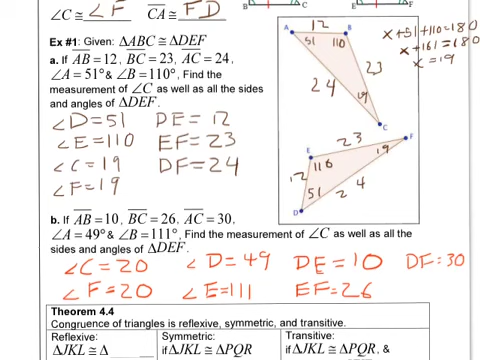 ∠C ≅ ∠F   CA ≅ FD
B C E F
Ex #1: Given: ΔABC ≅ ΔDEF
a. If AB = 12, BC = 23, AC = 24,
∠A = 51° & ∠B = 110°, Find the
measurement of ∠C as well as all the sides
and angles of ΔDEF.
∠D = 51   DE = 12
∠E = 110   EF = 23
∠C = 19   DF = 24
∠F = 19
A 12 B
51 110
24 23
19
C
x + 51 + 110 = 180
x + 161 = 180
x = 19
23 F
E 19
110
12
51 2 4
D
b. If AB = 10, BC = 26, AC = 30,
∠A = 49° & ∠B = 111°, Find the measurement of ∠C as well as all the
sides and angles of ΔDEF.
∠C = 20   ∠D = 49   DE = 10   DF = 30
∠F = 20   ∠E = 111   EF = 26
Theorem 4.4
Congruence of triangles is reflexive, symmetric, and transitive.
Reflexive: Symmetric: Transitive:
ΔJKL ≅ Δ if ΔJKL ≅ ΔPQR if ΔJKL ≅ ΔPQR, &